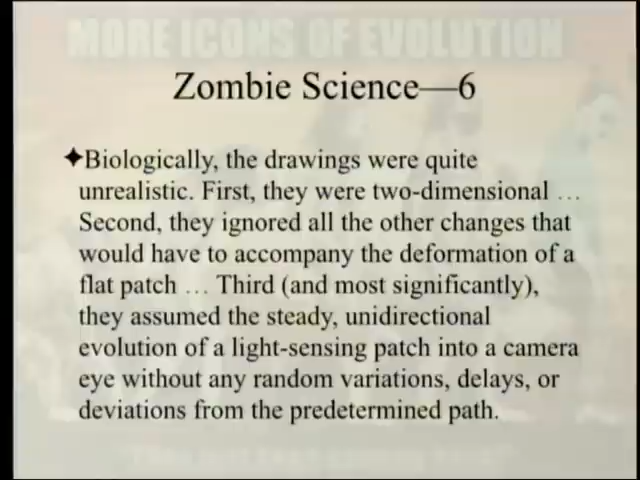 MORE ICONS OF EVOLUTION
Zombie Science—6
✦Biologically, the drawings were quite
unrealistic. First, they were two-dimensional …
Second, they ignored all the other changes that
would have to accompany the deformation of a
flat patch … Third (and most significantly),
they assumed the steady, unidirectional
evolution of a light-sensing patch into a camera
eye without any random variations, delays, or
deviations from the predetermined path.